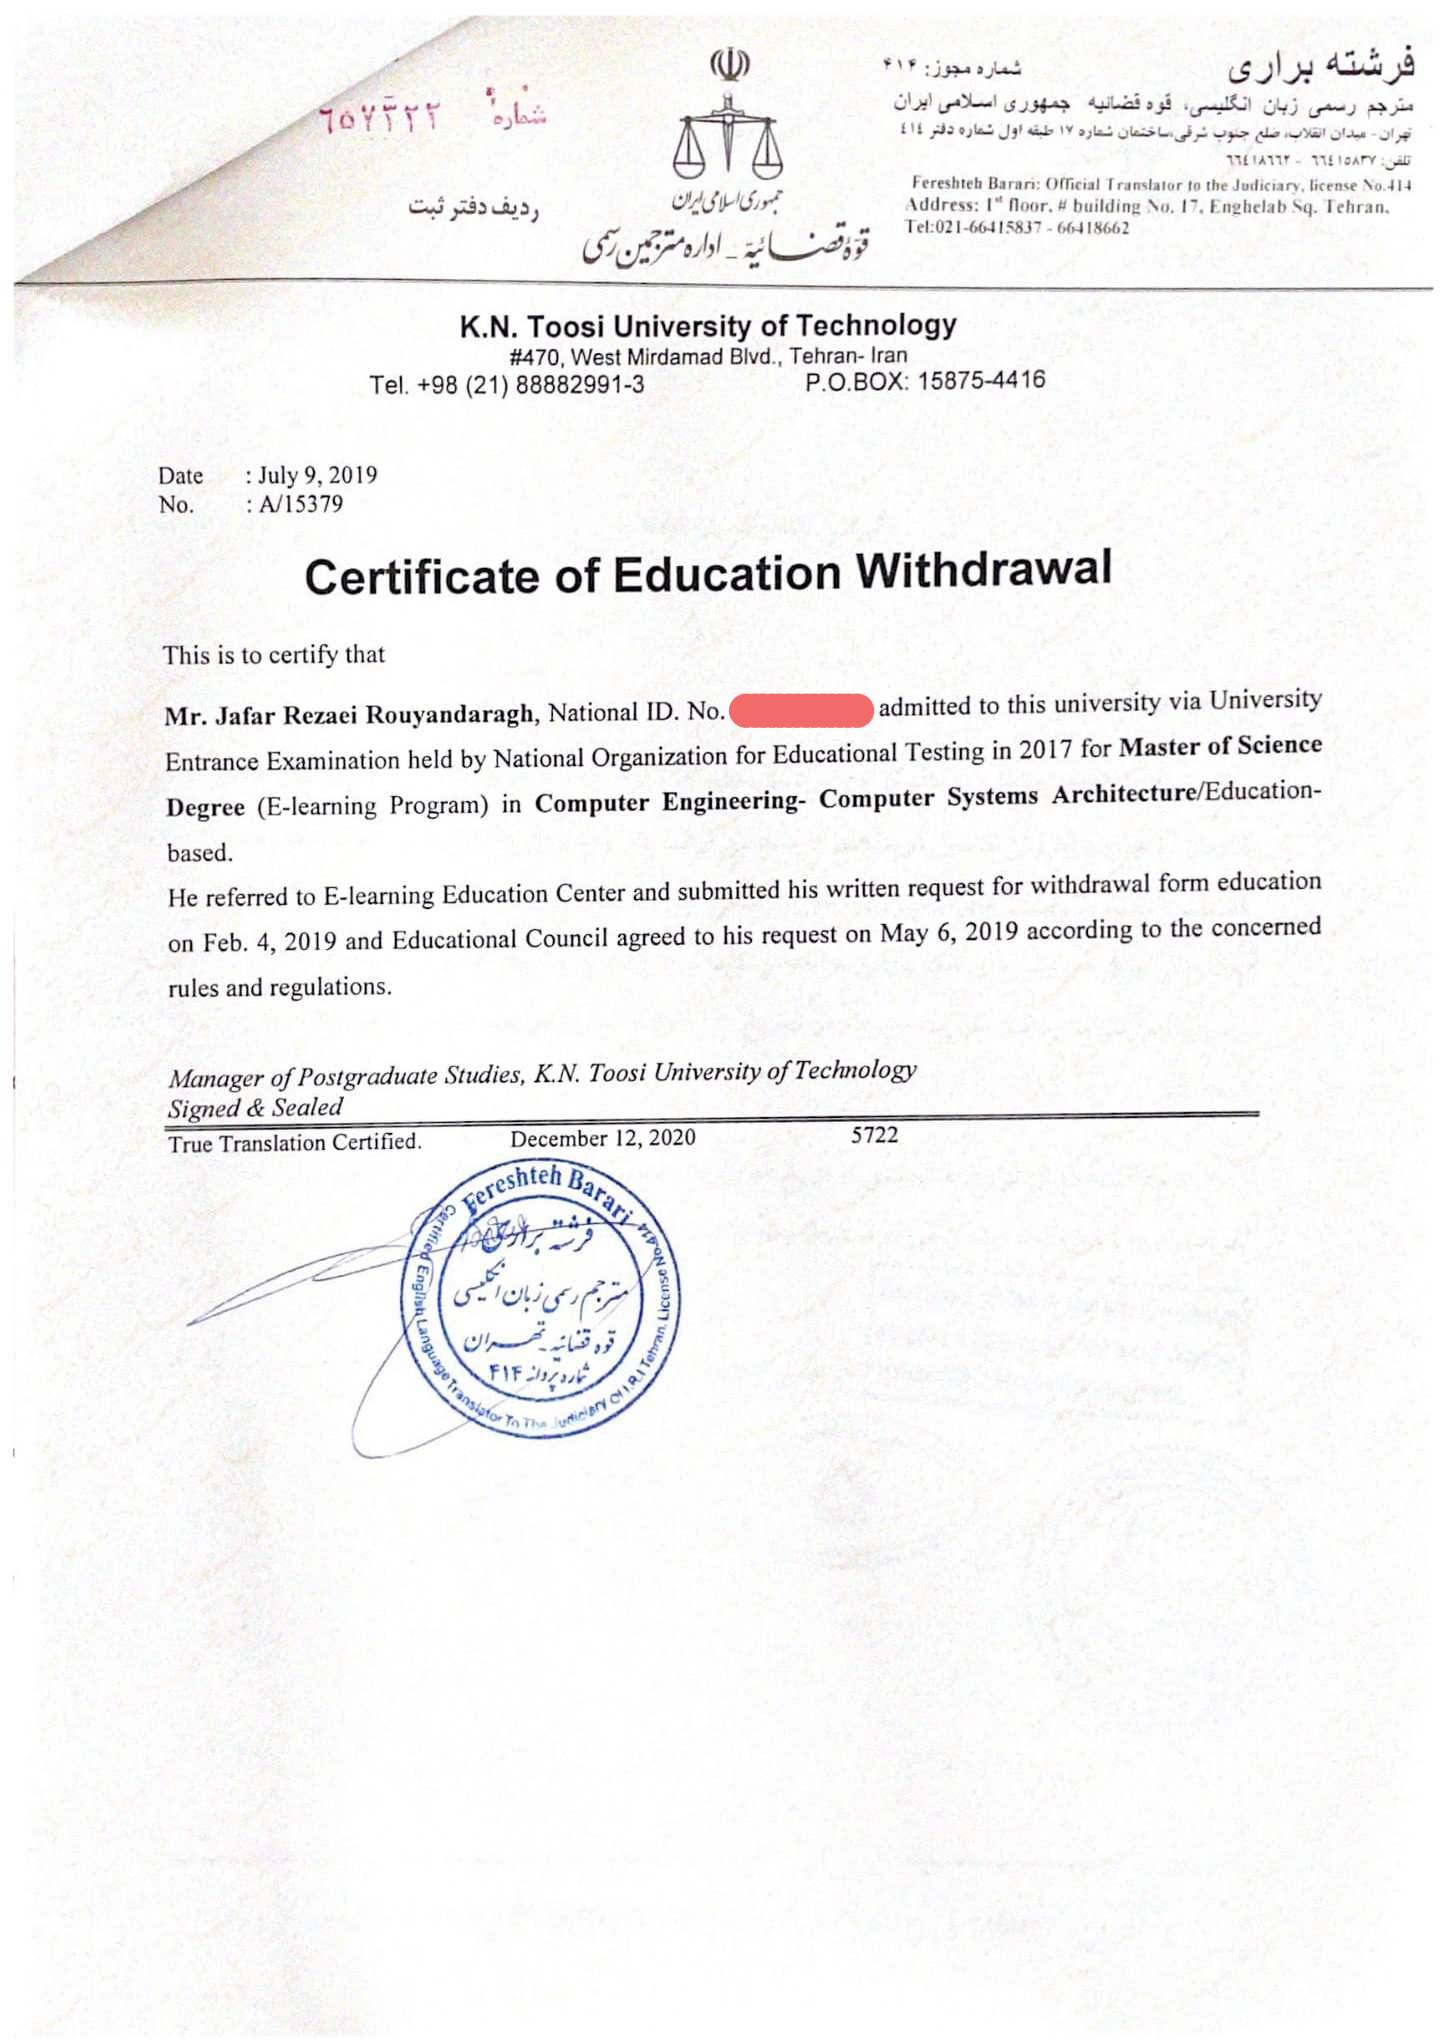 شماره ٦٥٧٣٢٢
ردیف دفتر ثبت
جمهوری اسلامی ایران
قوّۀ قضائیّه - اداره مترجمین رسمی
فرشته براری
شماره مجوز: ۴۱۴
مترجم رسمی زبان انگلیسی، قوه قضائیه جمهوری اسلامی ایران
تهران - میدان انقلاب، ضلع جنوب شرقی،ساختمان شماره ۱۷ طبقه اول شماره دفتر ٤١٤
تلفن: ٦٦٤١٥٨٣٧ - ٦٦٤١٨٦٦٢
Fereshteh Barari: Official Translator to the Judiciary, license No.414
Address: 1st floor, # building No. 17, Enghelab Sq. Tehran,
Tel:021-66415837 - 66418662
K.N. Toosi University of Technology
#470, West Mirdamad Blvd., Tehran- Iran
Tel. +98 (21) 88882991-3 P.O.BOX: 15875-4416
Date : July 9, 2019
No. : A/15379
Certificate of Education Withdrawal
This is to certify that
Mr. Jafar Rezaei Rouyandaragh, National ID. No. admitted to this university via University
Entrance Examination held by National Organization for Educational Testing in 2017 for Master of Science
Degree (E-learning Program) in Computer Engineering- Computer Systems Architecture/Education-
based.
He referred to E-learning Education Center and submitted his written request for withdrawal form education
on Feb. 4, 2019 and Educational Council agreed to his request on May 6, 2019 according to the concerned
rules and regulations.
Manager of Postgraduate Studies, K.N. Toosi University of Technology
Signed & Sealed
True Translation Certified. December 12, 2020 5722
Fereshteh Barari
Certified English Language Translator To The Judiciary Of I.R.I Tehran. License No.414
فرشته براری
مترجم رسمی زبان انگلیسی
قوه قضائیه - تهران
شماره پروانه ۴۱۴